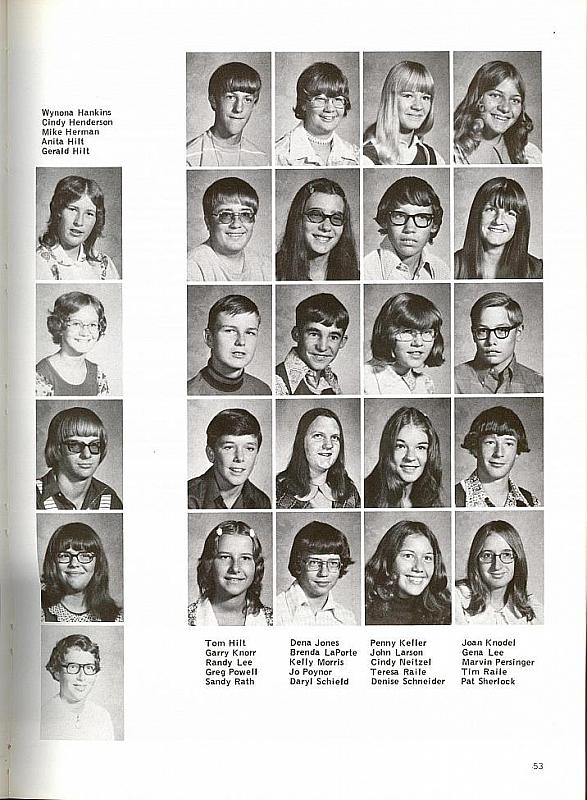 Wynona Hankins
Cindy Henderson
Mike Herman
Anita Hilt
Gerald Hilt
Tom Hilt
Garry Knorr
Randy Lee
Greg Powell
Sandy Rath
Dena Jones
Brenda LaPorte
Kelly Morris
Jo Poynor
Daryl Schield
Penny Keller
John Larson
Cindy Neitzel
Teresa Raile
Denise Schneider
Joan Knodel
Gena Lee
Marvin Persinger
Tim Raile
Pat Sherlock
53